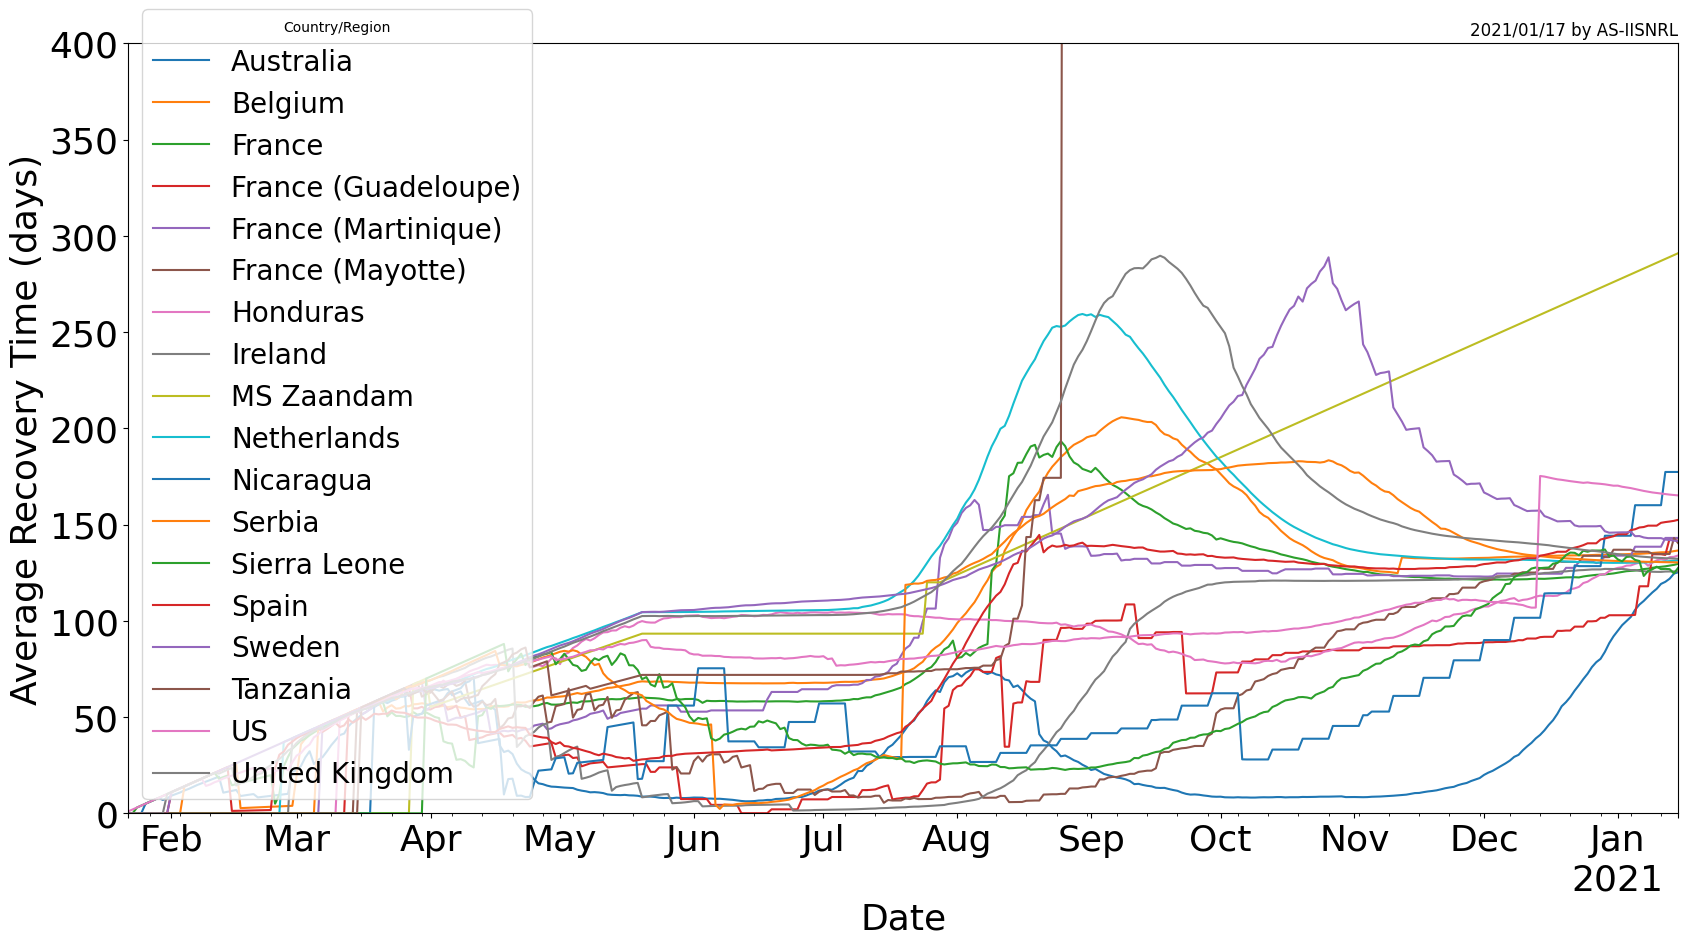 2021/01/17 by AS-IISNRL
Country/Region
Australia
Belgium
France
France (Guadeloupe)
France (Martinique)
France (Mayotte)
Honduras
Ireland
MS Zaandam
Netherlands
Nicaragua
Serbia
Sierra Leone
Spain
Sweden
Tanzania
US
United Kingdom
Average Recovery Time (days)
400
350
300
250
200
150
100
50
0
Feb Mar Apr May Jun Jul Aug Sep Oct Nov Dec Jan
2021
Date